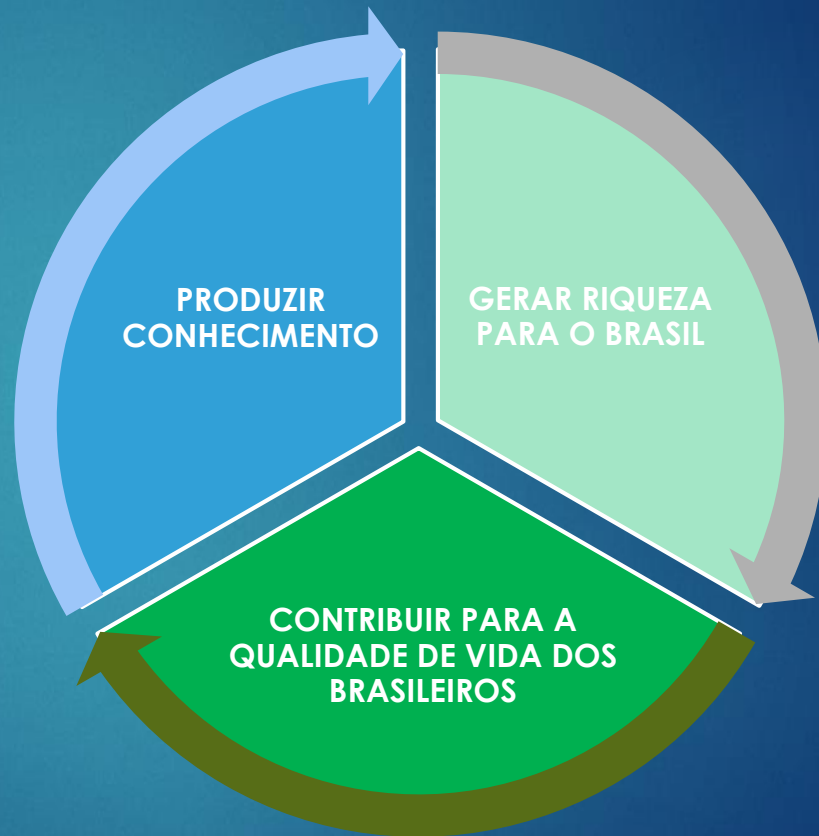 PRODUZIR
CONHECIMENTO
GERAR RIQUEZA
PARA O BRASIL
CONTRIBUIR PARA A
QUALIDADE DE VIDA DOS
BRASILEIROS